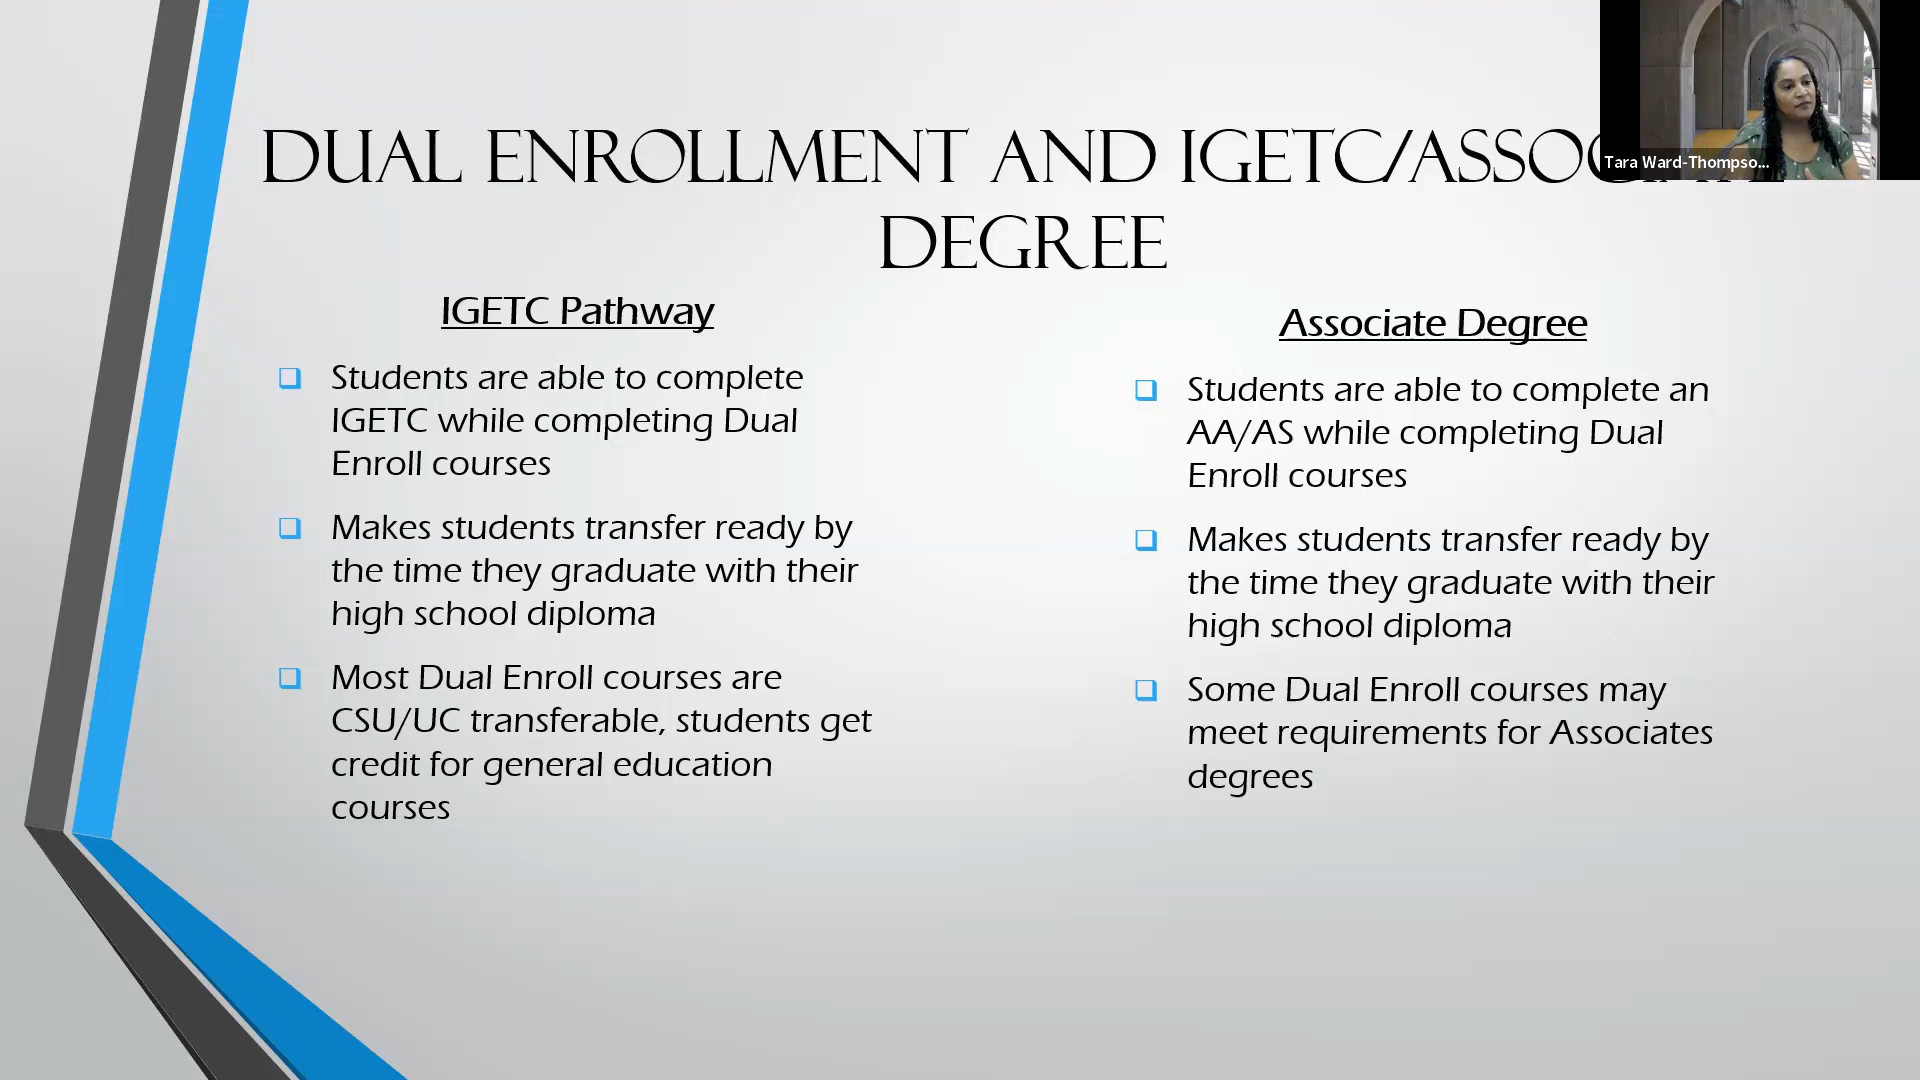 DUAL ENROLLMENT AND IGETC/ASSOCIATE
DEGREE
Tara Ward-Thompso...
IGETC Pathway
Students are able to complete
IGETC while completing Dual
Enroll courses
Makes students transfer ready by
the time they graduate with their
high school diploma
Most Dual Enroll courses are
CSU/UC transferable, students get
credit for general education
courses
Associate Degree
Students are able to complete an
AA/AS while completing Dual
Enroll courses
Makes students transfer ready by
the time they graduate with their
high school diploma
Some Dual Enroll courses may
meet requirements for Associates
degrees